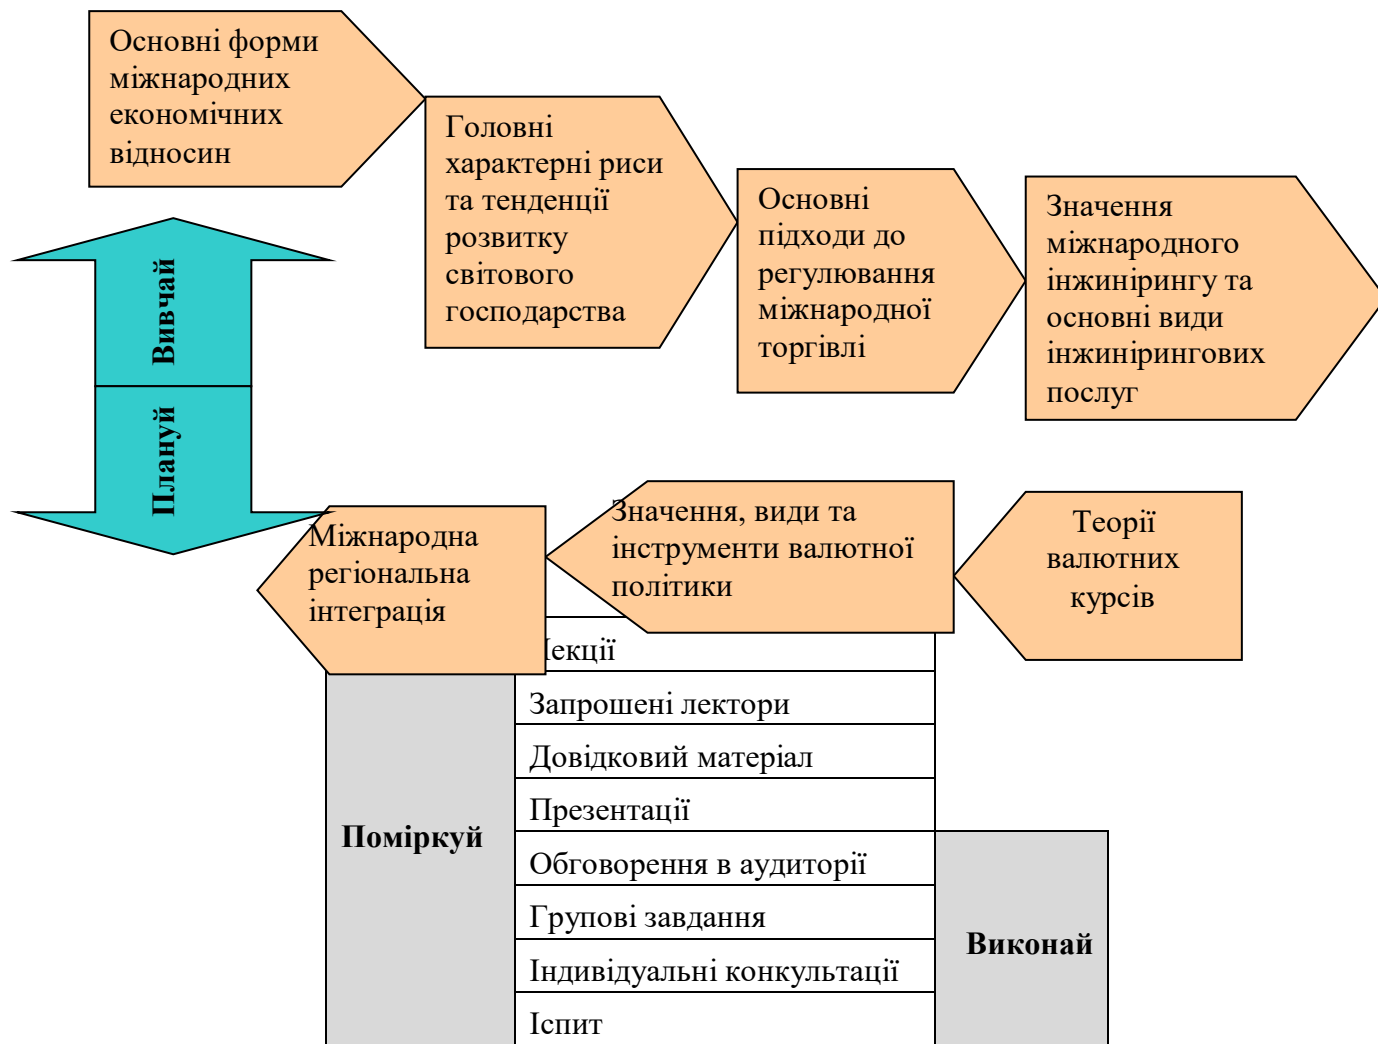 Основні форми
міжнародних
економічних
відносин
Головні
характерні риси
та тенденції
розвитку
світового
господарства
Основні
підходи до
регулювання
міжнародної
торгівлі
Значення
міжнародного
інжинірингу та
основні види
інжинірингових
послуг
Вивчай
Плануй
Міжнародна
регіональна
інтеграція
Значення, види та
інструменти валютної
політики
Теорії
валютних
курсів
Лекції
Запрошені лектори
Довідковий матеріал
Презентації
Обговорення в аудиторії
Групові завдання
Індивідуальні конкультації
Іспит
Поміркуй
Виконай